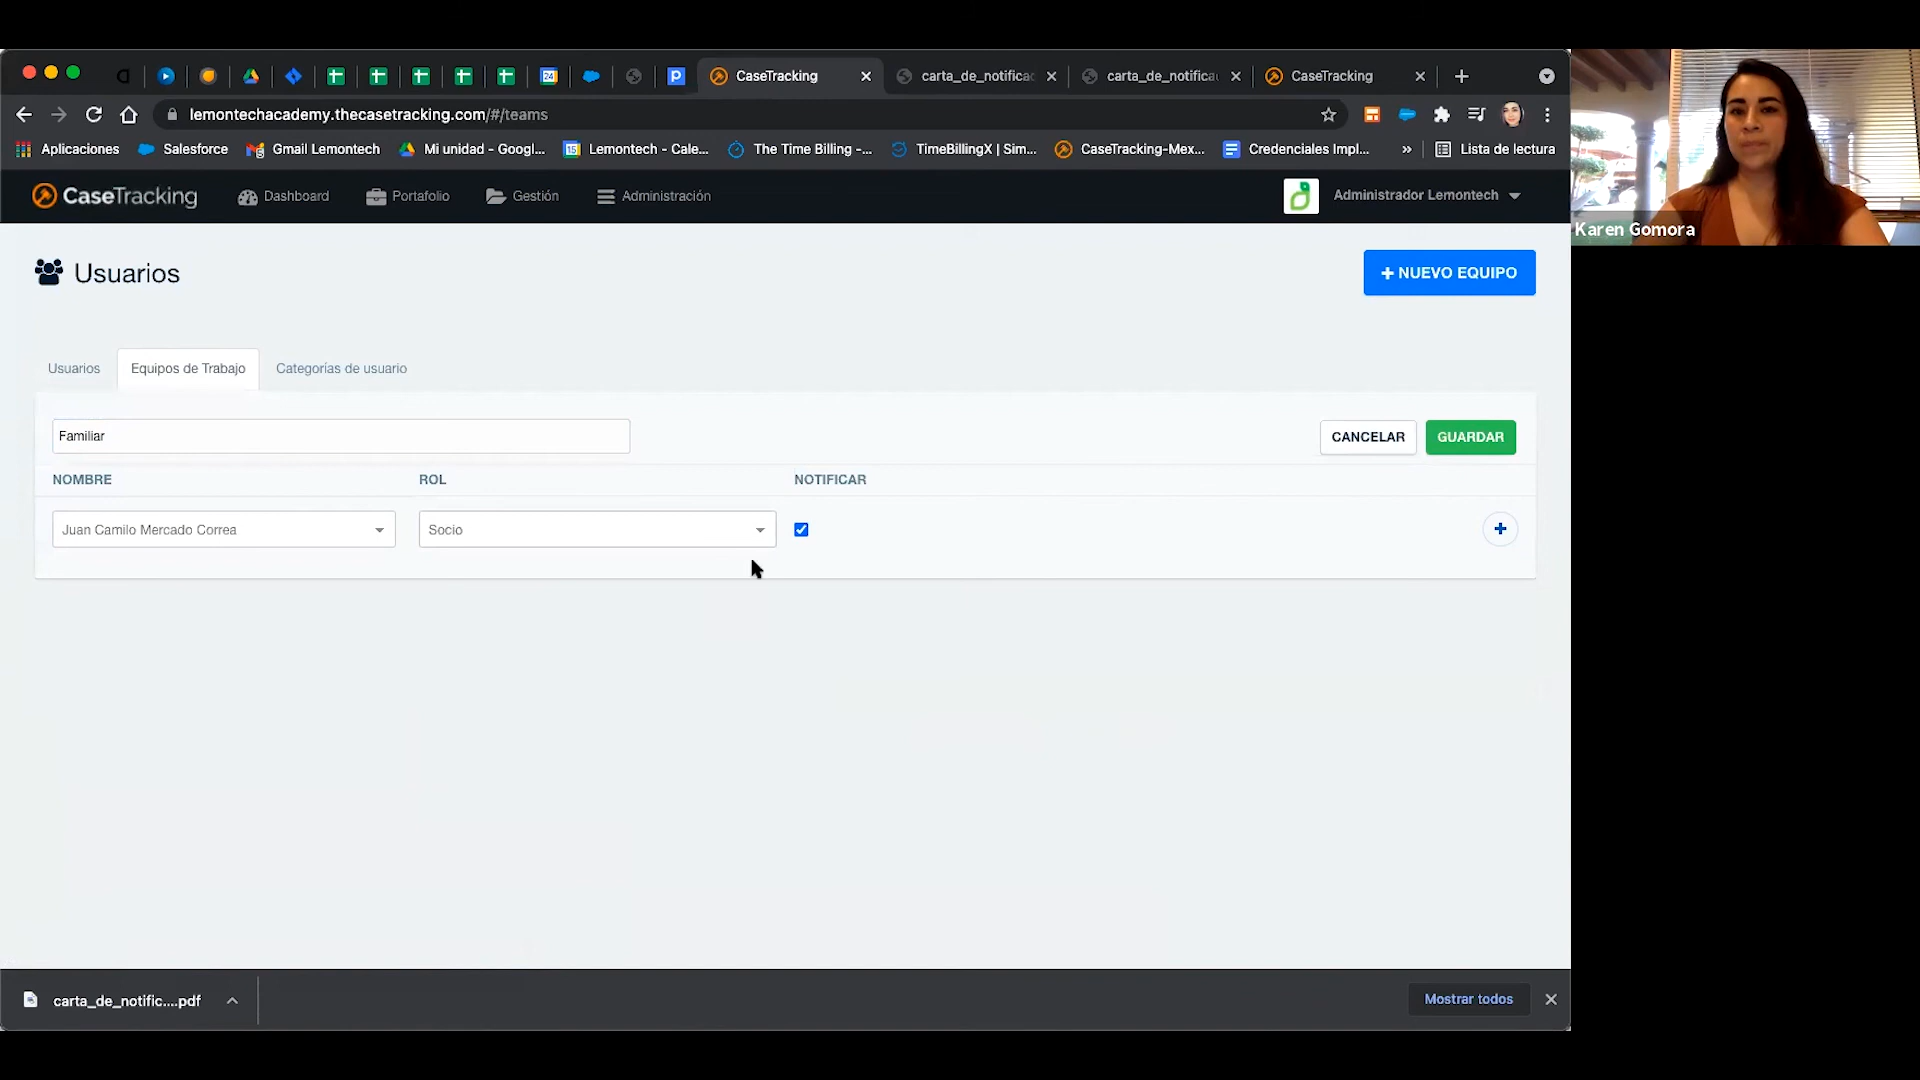 CaseTracking
carta_de_notificac
carta_de_notificac
CaseTracking
lemontechacademy.thecasetracking.com/#/teams
Aplicaciones Salesforce Gmail Lemontech Mi unidad - Googl... Lemontech - Cale... The Time Billing -... TimeBillingX | Sim... CaseTracking-Mex... Credenciales Impl... » Lista de lectura
CaseTracking Dashboard Portafolio Gestión Administración Administrador Lemontech
Karen Gomora
Usuarios
+ NUEVO EQUIPO
Usuarios Equipos de Trabajo Categorías de usuario
Familiar
CANCELAR GUARDAR
NOMBRE ROL NOTIFICAR
Juan Camilo Mercado Correa Socio
carta_de_notific....pdf
Mostrar todos